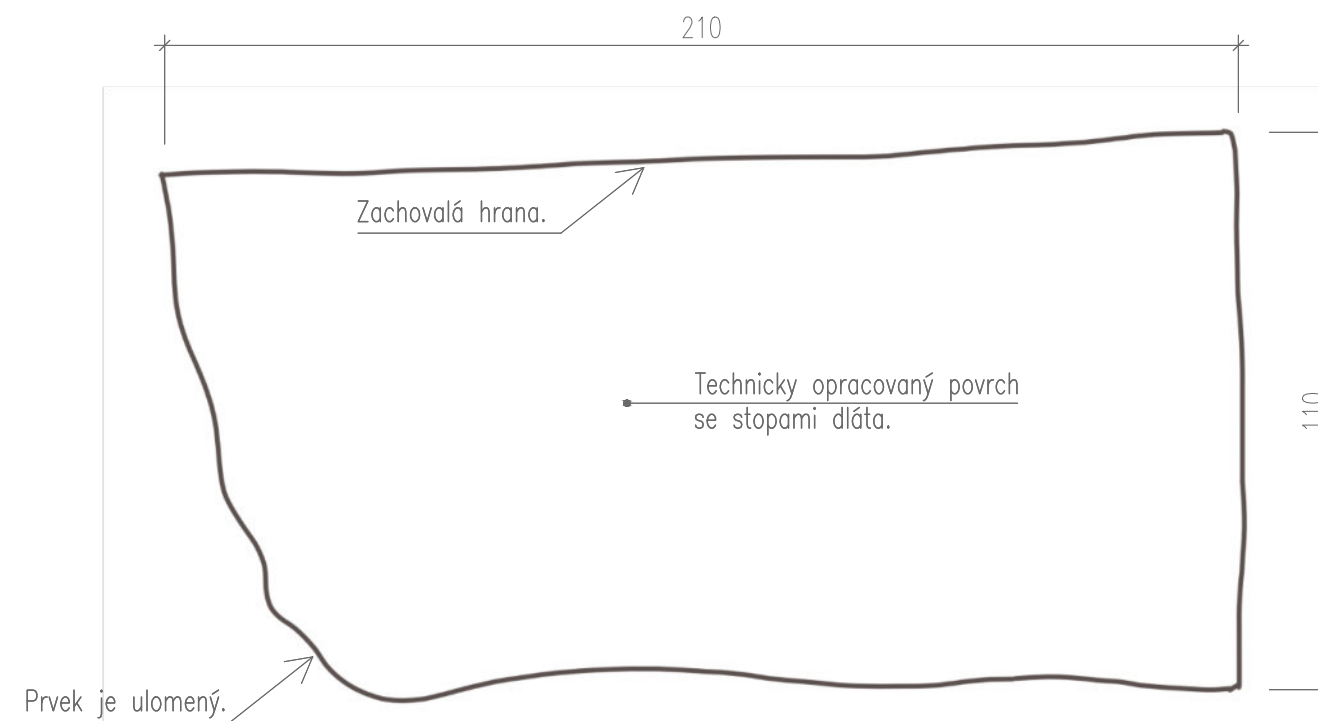 210
Zachovalá hrana.
Technicky opracovaný povrch
se stopami dláta.
110
Prvek je ulomený.